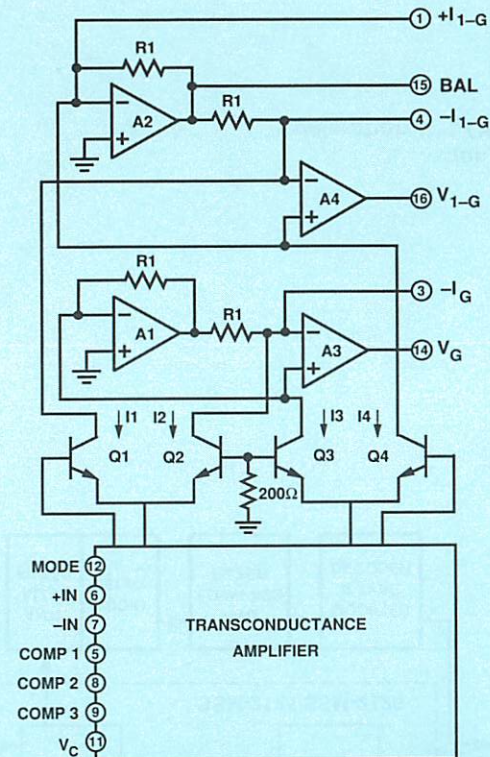 1 +I1–G
R1
15 BAL
R1
4 –I1–G
A2
A4
16 V1–G
R1
3 –IG
R1
A1
A3
14 VG
I1 I2 I3 I4
Q1 Q2 Q3 Q4
200Ω
MODE 12
+IN 6
–IN 7
TRANSCONDUCTANCE
AMPLIFIER
COMP 1 5
COMP 2 8
COMP 3 9
VC 11